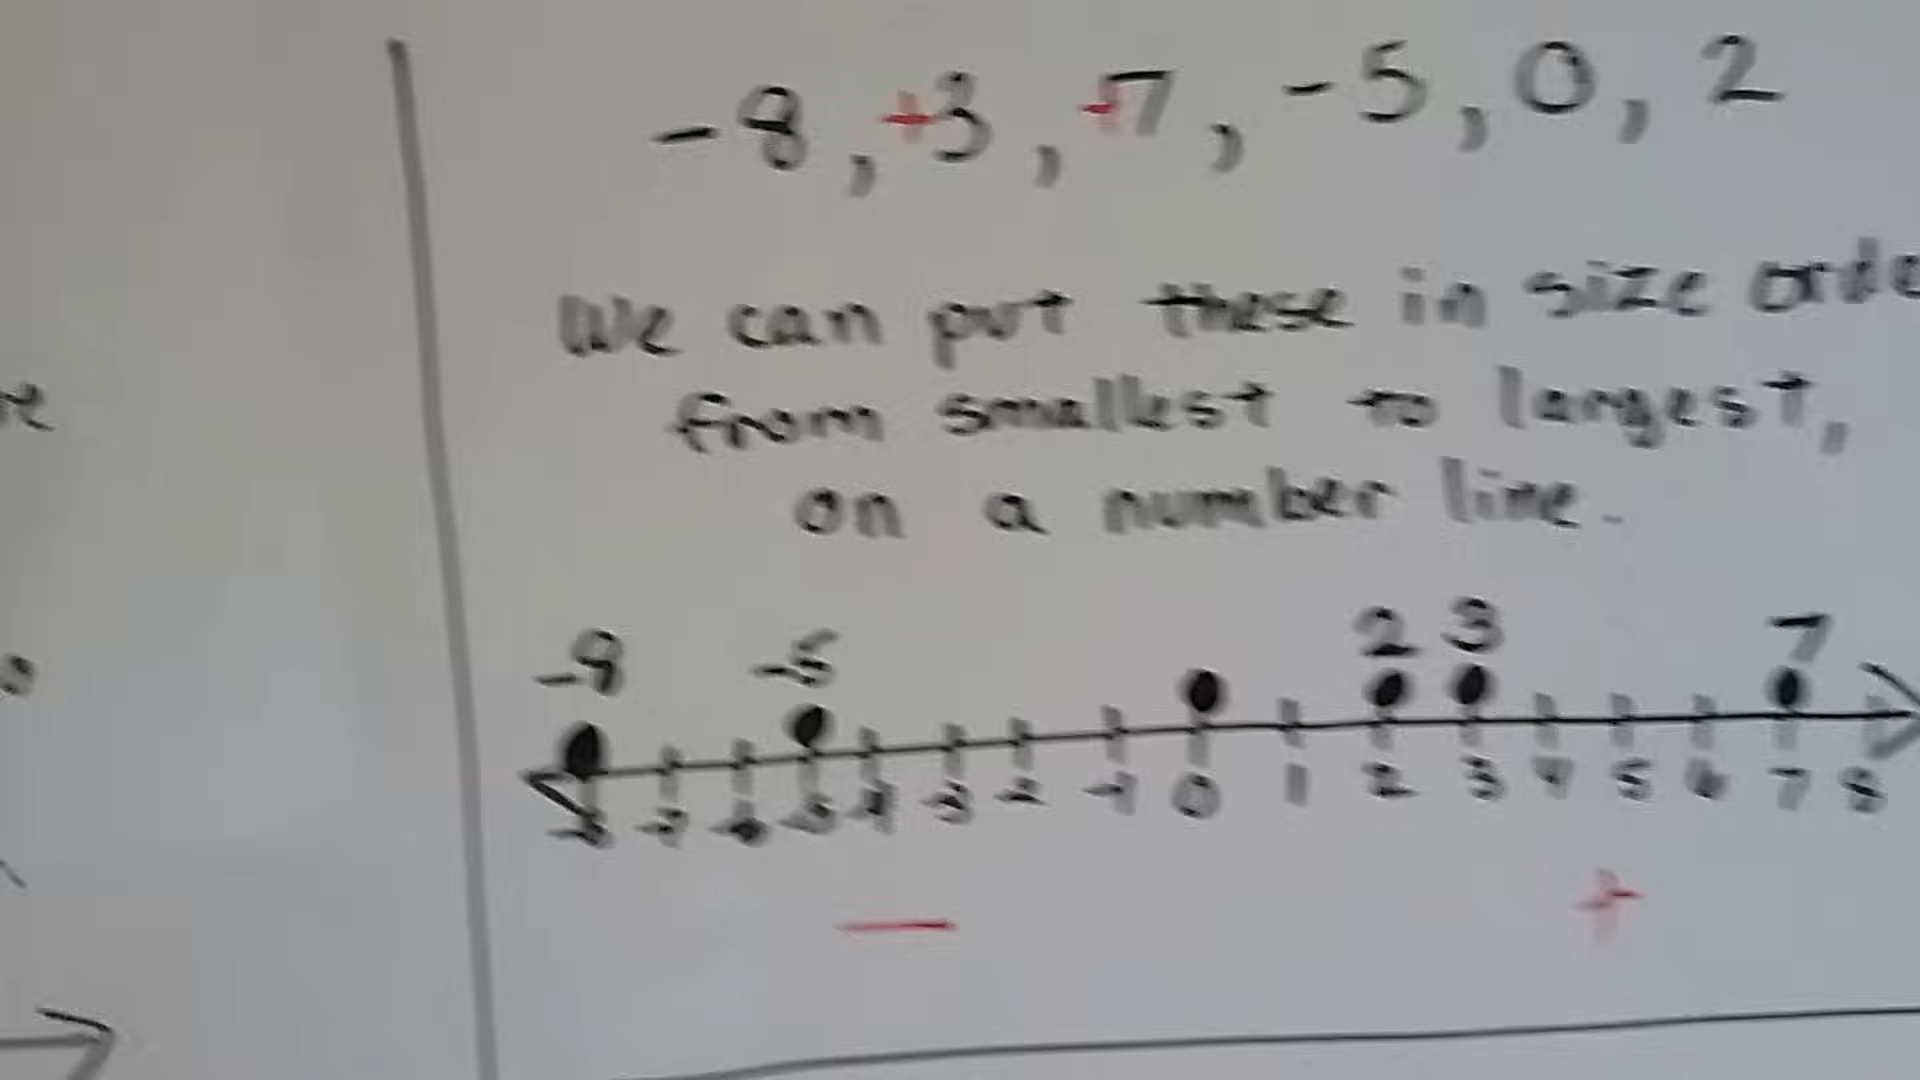 -8, +3, +7, -5, 0, 2
We can put these in size orde
from smallest to largest,
on a number line.
-8 -5 2 3 7
-8 -7 -6 -5 -4 -3 -2 -1 0 1 2 3 4 5 6 7 8
— +